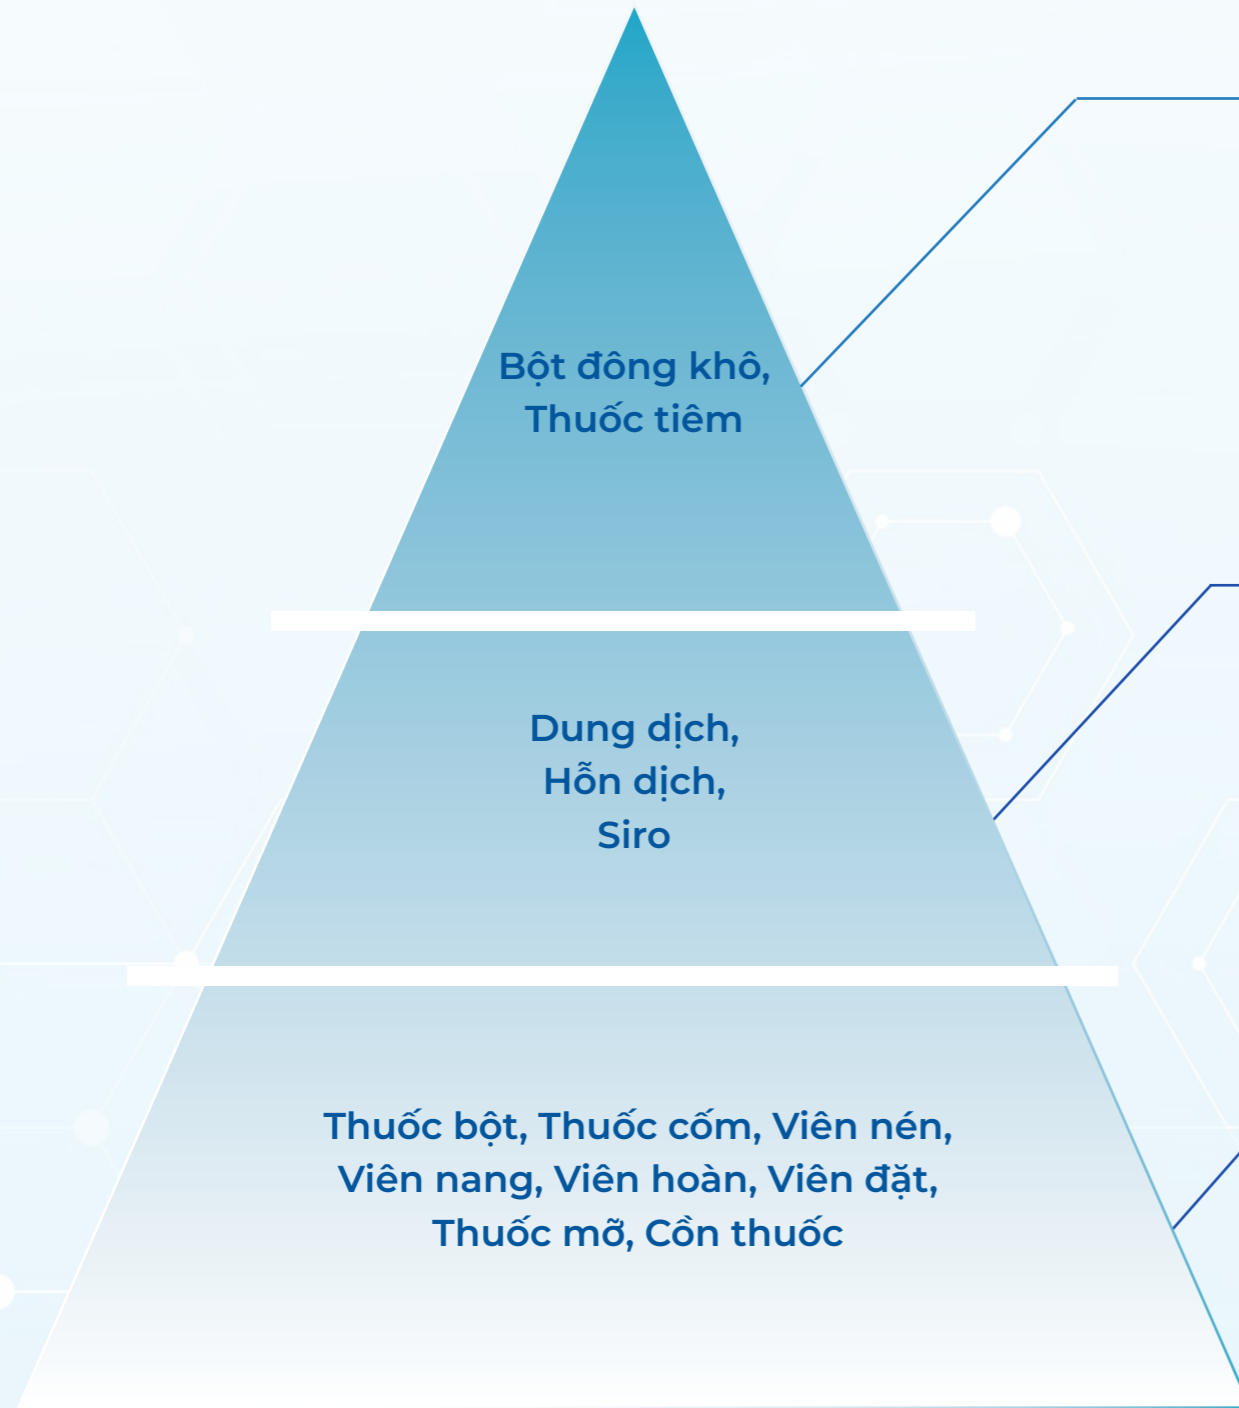 Bột đông khô,
Thuốc tiêm
Dung dịch,
Hỗn dịch,
Siro
Thuốc bột, Thuốc cốm, Viên nén,
Viên nang, Viên hoàn, Viên đặt,
Thuốc mỡ, Cồn thuốc